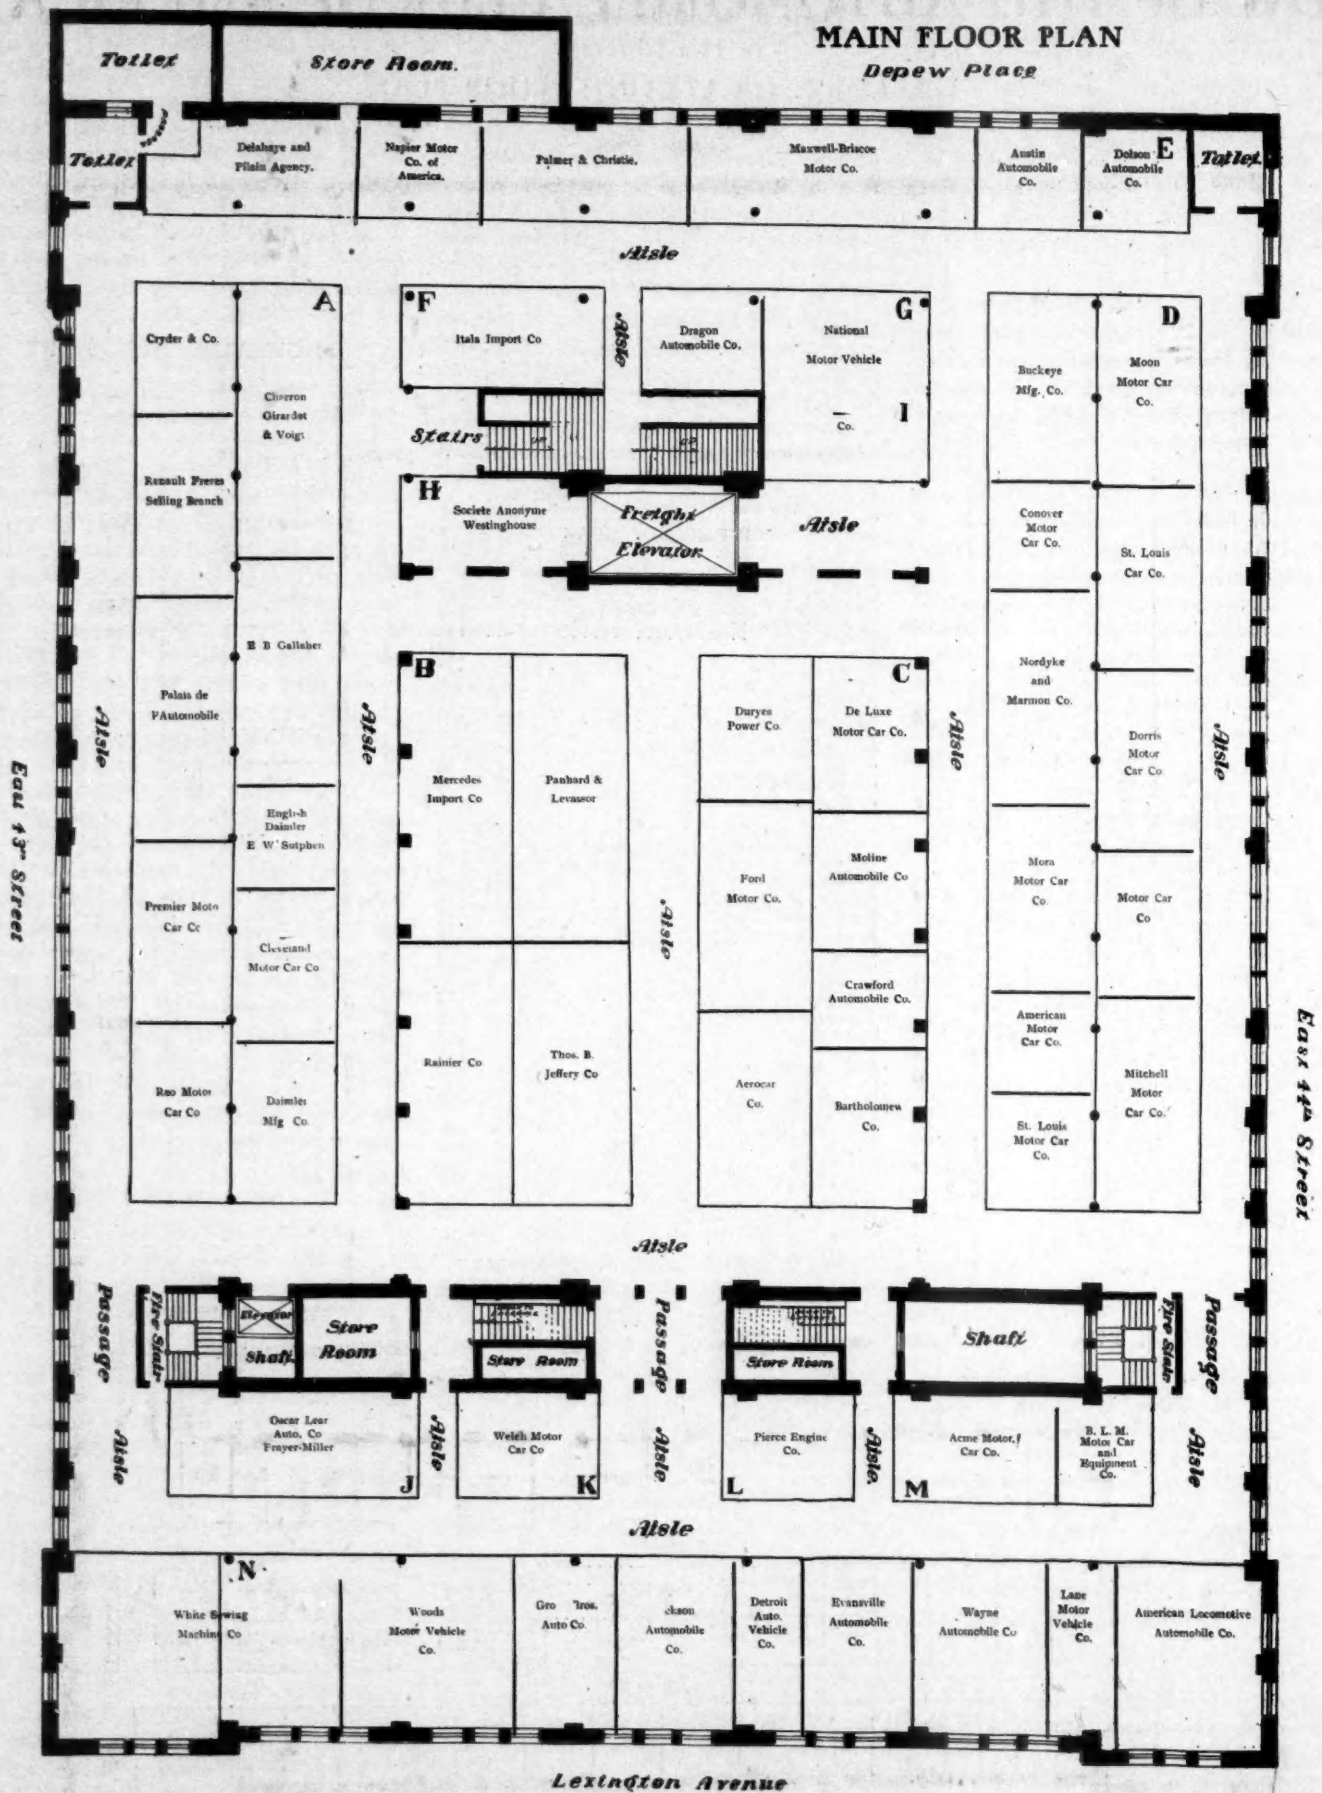 MAIN FLOOR PLAN
Depew Place
Toilet
Store Room.
Toilet
Delahaye and
Pilain Agency.
Napier Motor
Co. of
America.
Palmer & Christie.
Maxwell-Briscoe
Motor Co.
Austin
Automobile
Co.
Dolson
Automobile
Co.
E
Toilet
Aisle
A
Cryder & Co.
Charron
Girardot
& Voigt
Renault Freres
Selling Branch
E B Gallaher
Palais de
l'Automobile
English
Daimler
E W Sutphen
Premier Moto
Car Cc
Cleveland
Motor Car Co
Reo Motor
Car Co
Daimler
Mfg Co.
F
Itala Import Co
Aisle
Dragon
Automobile Co.
G
National
Motor Vehicle
Co.
I
Stairs
UP
UP
H
Societe Anonyme
Westinghouse
Freight
Elevator
Aisle
D
Buckeye
Mfg. Co.
Moon
Motor Car
Co.
Conover
Motor
Car Co.
St. Louis
Car Co.
Nordyke
and
Marmon Co.
Dorris
Motor
Car Co
Mora
Motor Car
Co
Motor Car
Co
American
Motor
Car Co.
Mitchell
Motor
Car Co.
St. Louis
Motor Car
Co.
B
Mercedes
Import Co
Panhard &
Levassor
Rainier Co
Thos. B.
Jeffery Co
C
Duryea
Power Co.
De Luxe
Motor Car Co.
Ford
Motor Co.
Moline
Automobile Co
Crawford
Automobile Co.
Aerocar
Co.
Bartholomew
Co.
Aisle
Aisle
Aisle
Aisle
Aisle
East 43rd Street
East 44th Street
Aisle
Passage
Fire Stair
Elevator
Shaft
Store
Room
Store Room
Passage
Store Room
Shaft
Fire Stair
Passage
Aisle
Oscar Lear
Auto. Co
Frayer-Miller
J
Aisle
Welch Motor
Car Co
K
Aisle
Pierce Engine
Co.
L
Aisle.
Acme Motor
Car Co.
M
B. L. M.
Motor Car
and
Equipment
Co.
Aisle
Aisle
N
White Sewing
Machine Co
Woods
Motor Vehicle
Co.
Gro Bros.
Auto Co.
ckson
Automobile
Co.
Detroit
Auto.
Vehicle
Co.
Evansville
Automobile
Co.
Wayne
Automobile Co
Lane
Motor
Vehicle
Co.
American Locomotive
Automobile Co.
Lexington Avenue